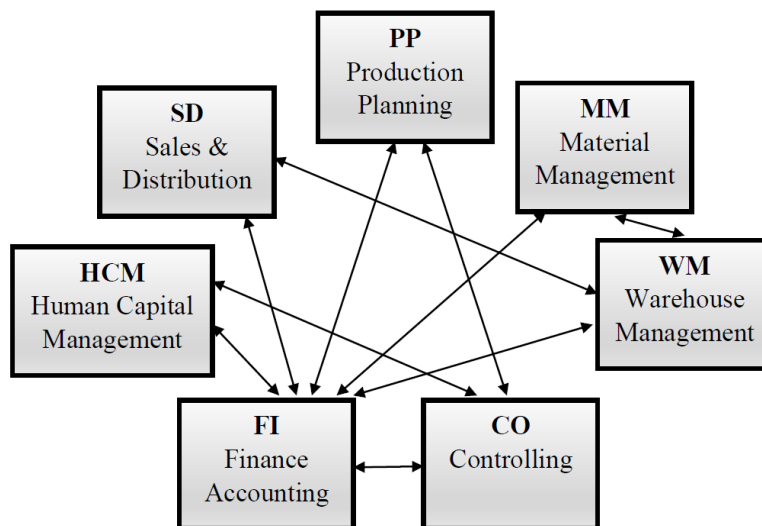 PP
Production
Planning
SD
Sales &
Distribution
MM
Material
Management
HCM
Human Capital
Management
WM
Warehouse
Management
FI
Finance
Accounting
CO
Controlling